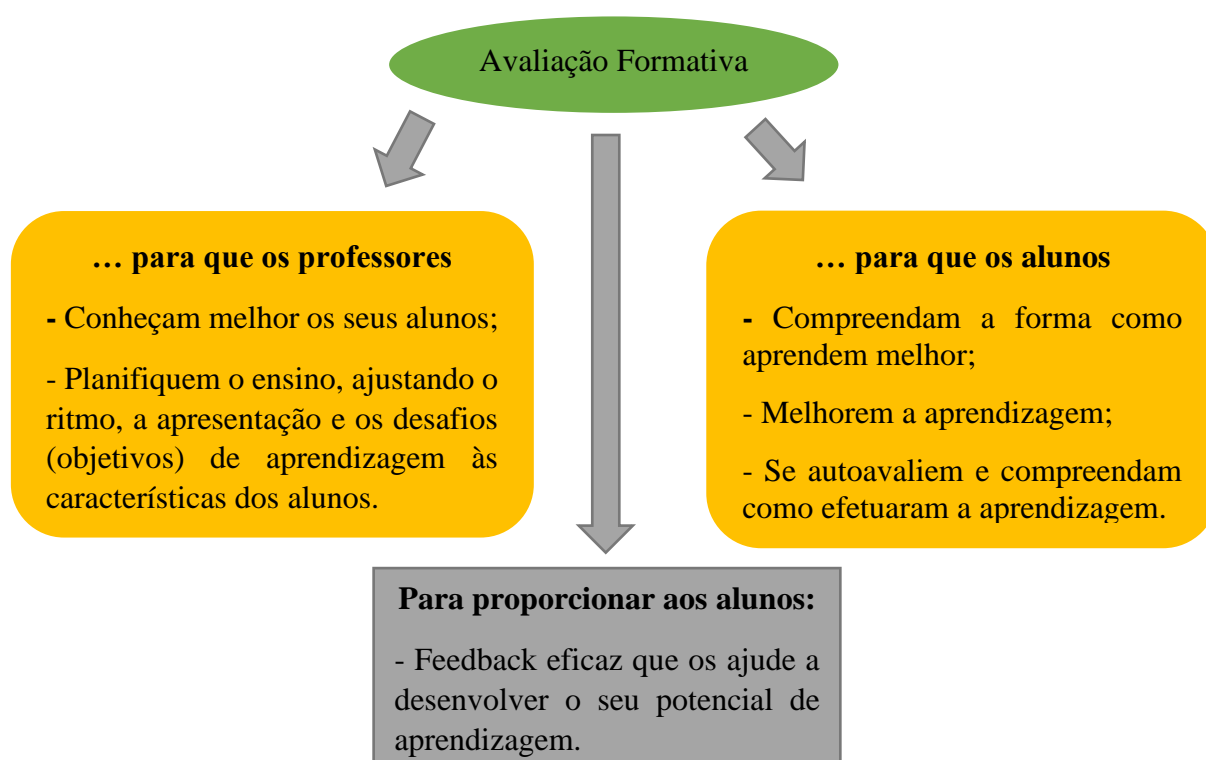 Avaliação Formativa
… para que os professores
- Conheçam melhor os seus alunos;
- Planifiquem o ensino, ajustando o
ritmo, a apresentação e os desafios
(objetivos) de aprendizagem às
características dos alunos.
… para que os alunos
- Compreendam a forma como
aprendem melhor;
- Melhorem a aprendizagem;
- Se autoavaliem e compreendam
como efetuaram a aprendizagem.
Para proporcionar aos alunos:
- Feedback eficaz que os ajude a
desenvolver o seu potencial de
aprendizagem.